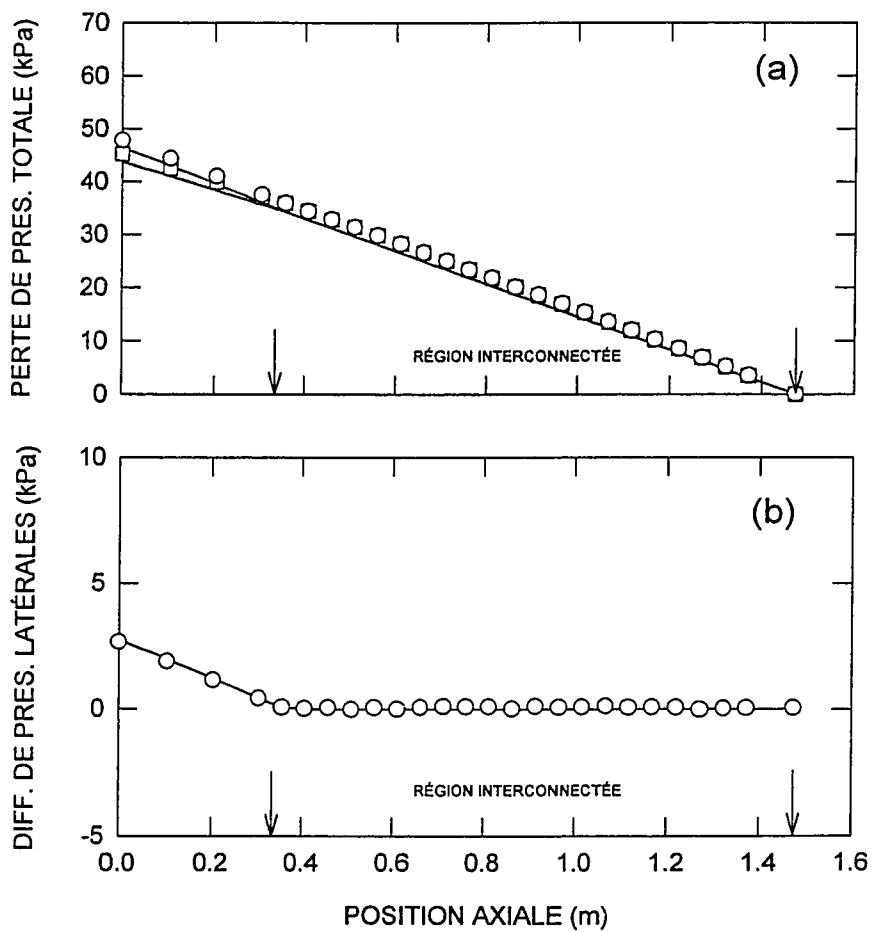 PERTE DE PRES. TOTALE (kPa)
70
60
50
40
30
20
10
0
(a)
RÉGION INTERCONNECTÉE
DIFF. DE PRES. LATÉRALES (kPa)
10
5
0
-5
(b)
RÉGION INTERCONNECTÉE
0.0 0.2 0.4 0.6 0.8 1.0 1.2 1.4 1.6
POSITION AXIALE (m)